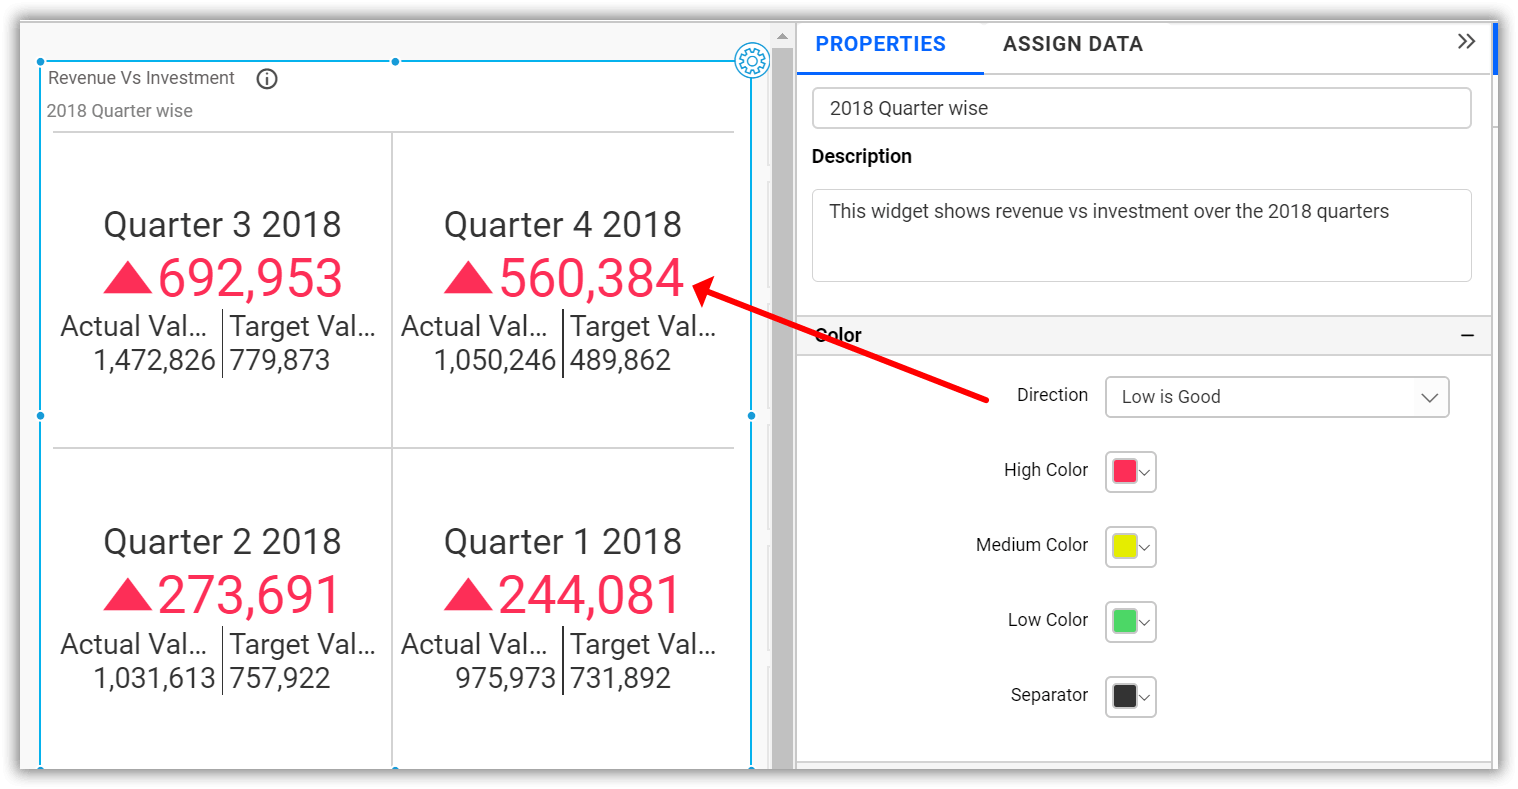 Revenue Vs Investment
2018 Quarter wise
Quarter 3 2018
692,953
Actual Val... Target Val...
1,472,826 779,873
Quarter 4 2018
560,384
Actual Val... Target Val...
1,050,246 489,862
Quarter 2 2018
273,691
Actual Val... Target Val...
1,031,613 757,922
Quarter 1 2018
244,081
Actual Val... Target Val...
975,973 731,892
PROPERTIES ASSIGN DATA
2018 Quarter wise
Description
This widget shows revenue vs investment over the 2018 quarters
Color
Direction Low is Good
High Color
Medium Color
Low Color
Separator